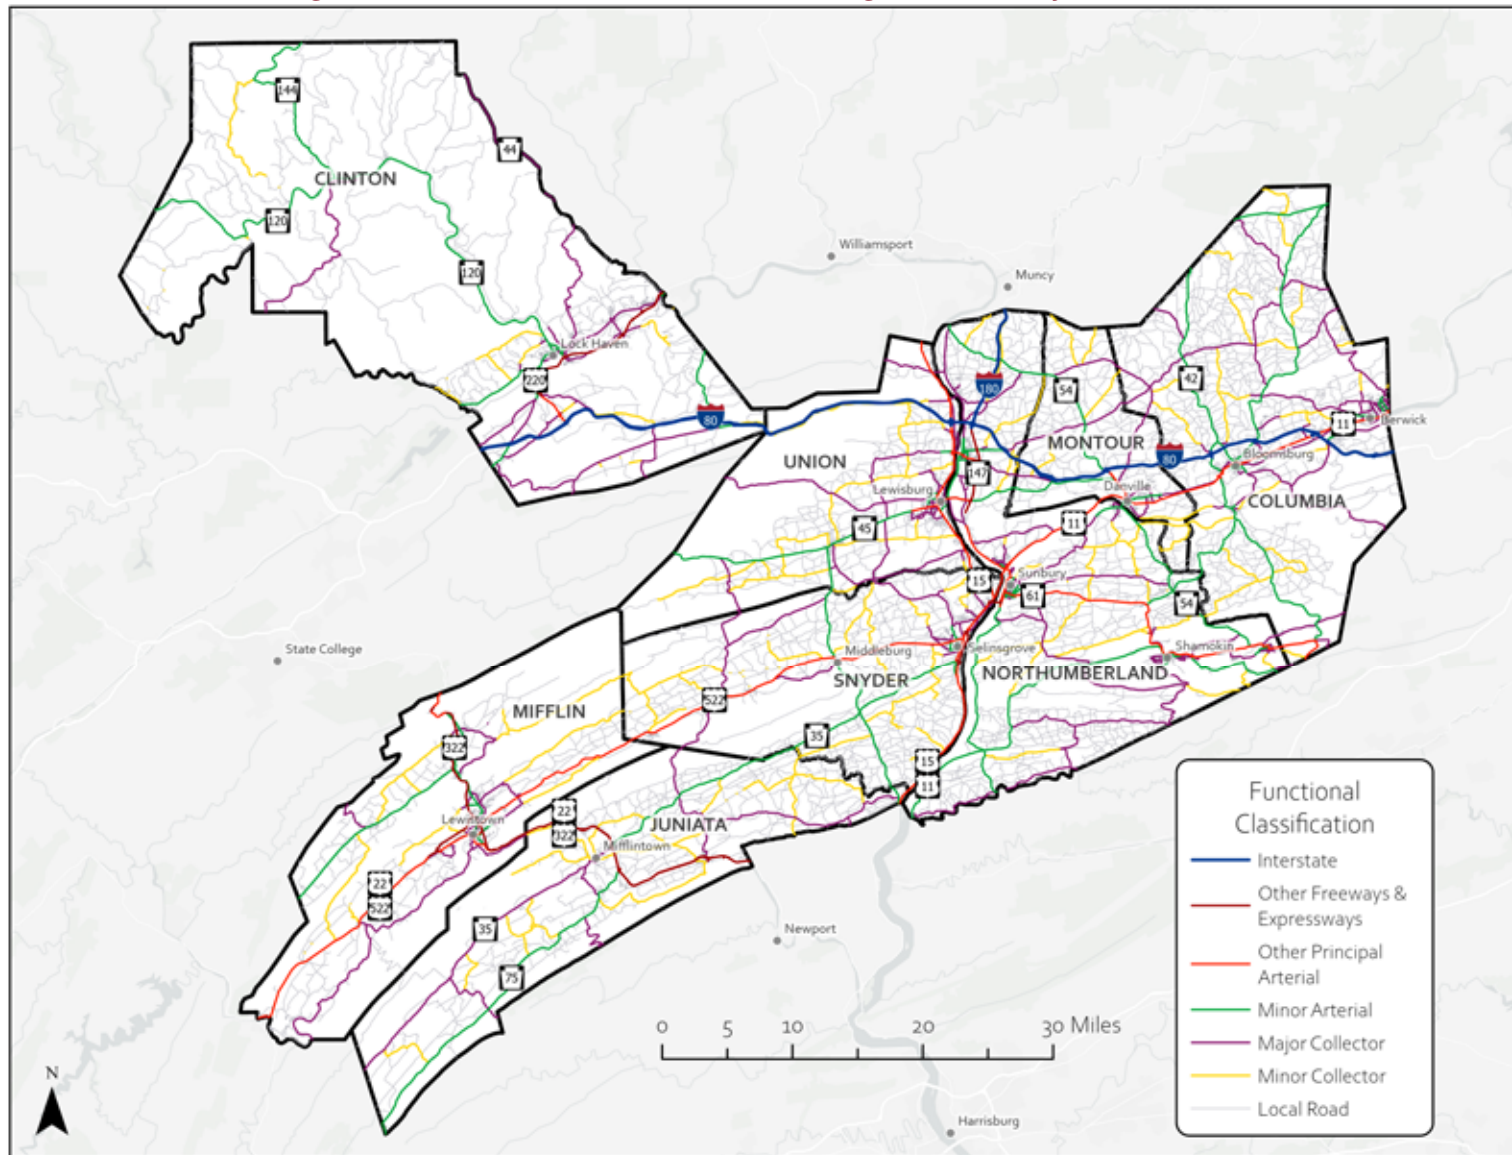 144
44
CLINTON
120
120
Williamsport
Muncy
Lock Haven
220
180
54
42
80
11
Berwick
MONTOUR
80
Bloomsburg
UNION
147
Lewisburg
Danville
COLUMBIA
45
11
15
Sunbury
61
54
State College
Middleburg
Selinsgrove
Shamokin
SNYDER
NORTHUMBERLAND
522
MIFFLIN
322
35
15
11
Lewistown
22
322
JUNIATA
Mifflintown
22
522
35
75
Newport
Harrisburg
0 5 10 20 30 Miles
N
Functional
Classification
Interstate
Other Freeways &
Expressways
Other Principal
Arterial
Minor Arterial
Major Collector
Minor Collector
Local Road